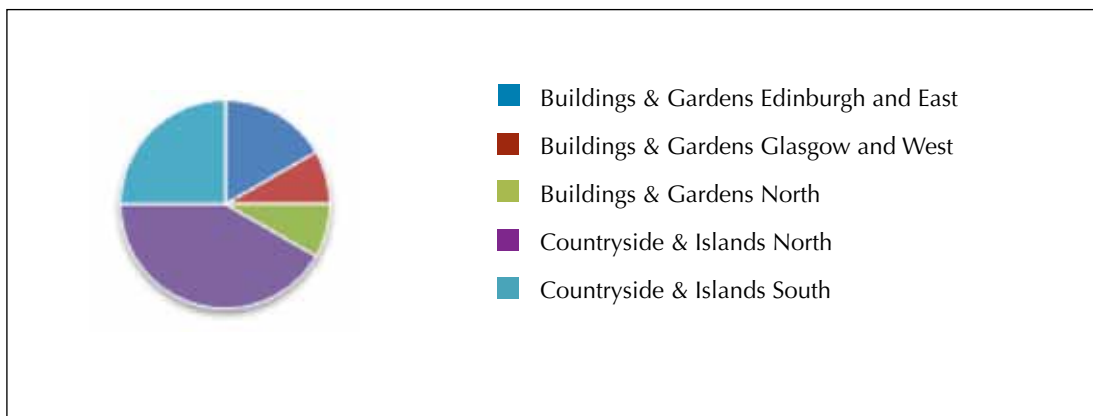 Buildings & Gardens Edinburgh and East
Buildings & Gardens Glasgow and West
Buildings & Gardens North
Countryside & Islands North
Countryside & Islands South